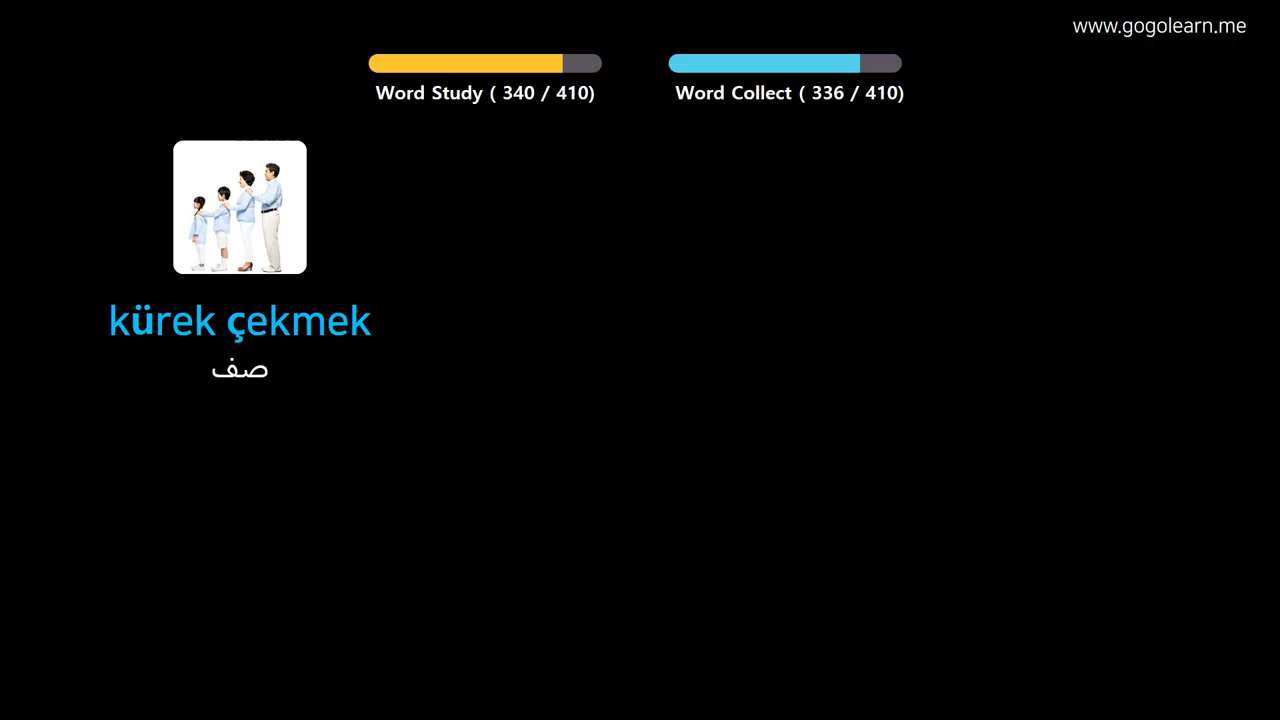 www.gogolearn.me
Word Study ( 340 / 410)
Word Collect ( 336 / 410)
kürek çekmek
صف